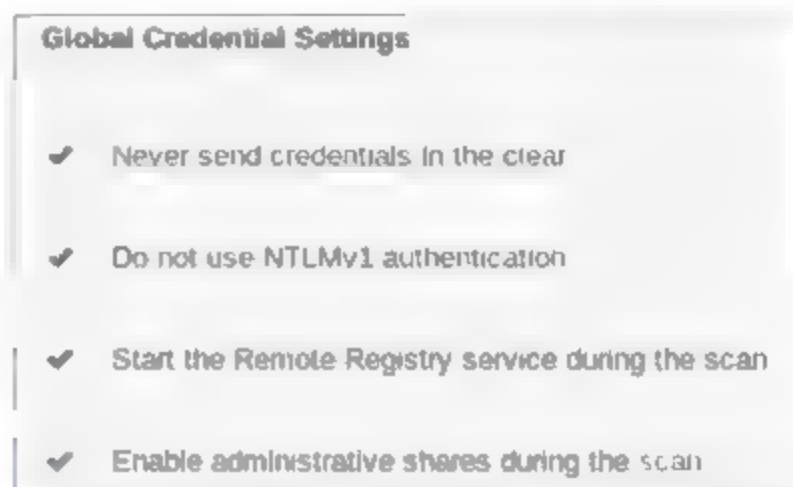 Global Credential Settings
Never send credentials in the clear
Do not use NTLMv1 authentication
Start the Remote Registry service during the scan
Enable administrative shares during the scan